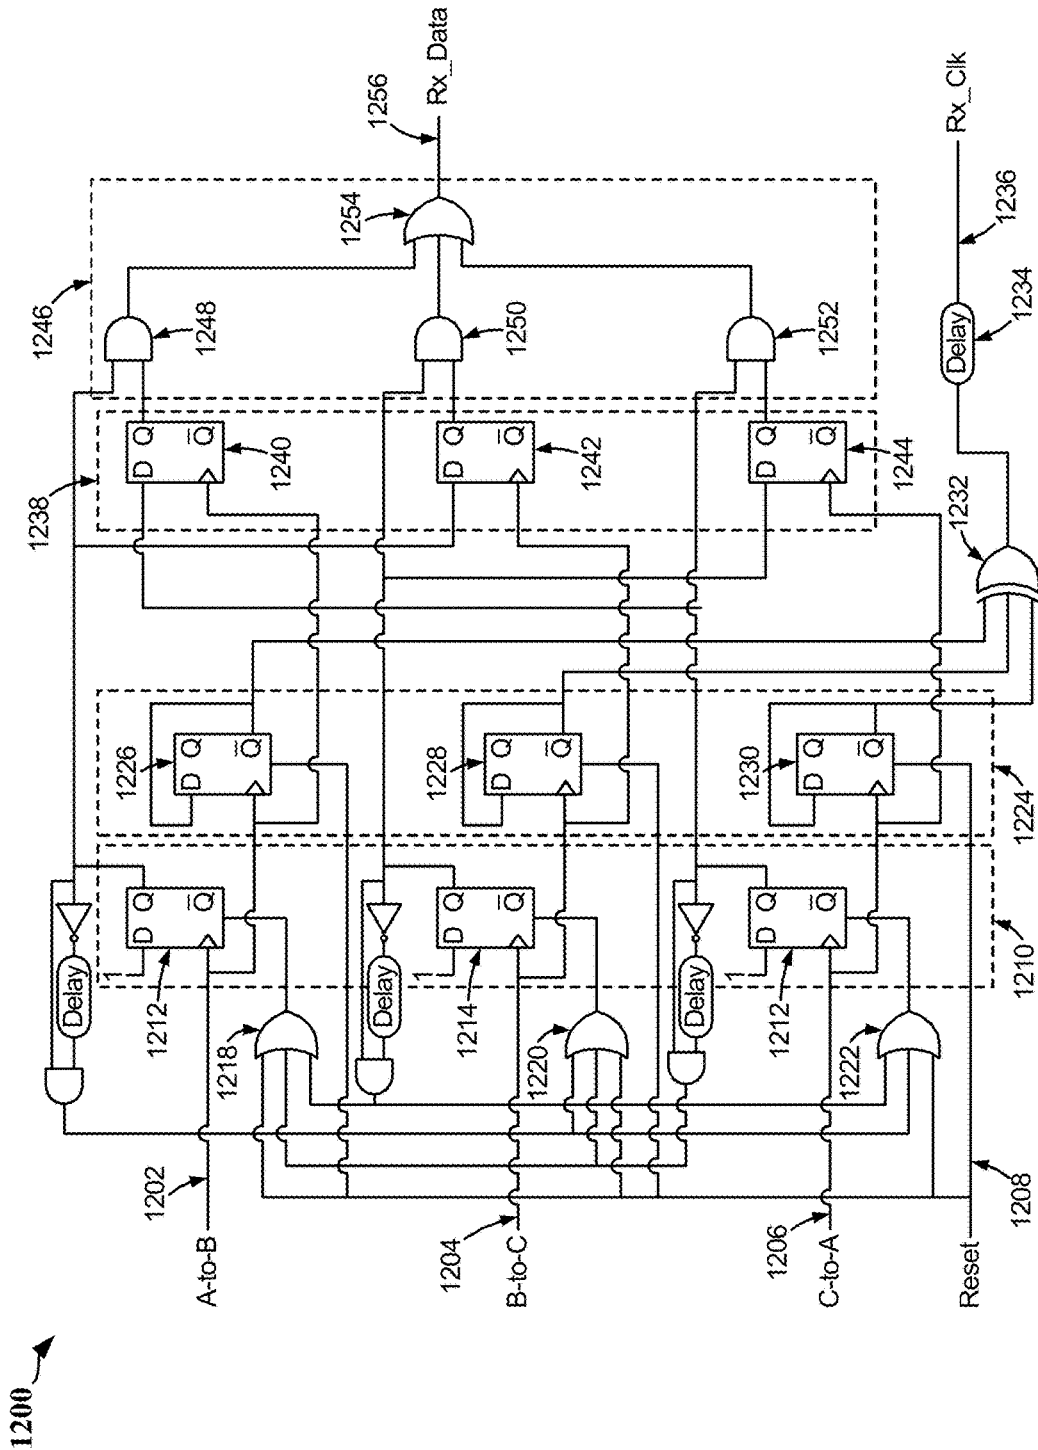 1200
1238
1246
Delay
Delay
Delay
1212
1226
D
Q
Q̅
1
D
Q
Q̅
D
Q
Q̅
1248
A-to-B
1202
1218
1240
1254
1256
Rx_Data
1214
1228
1
D
Q
Q̅
D
Q
Q̅
D
Q
Q̅
1250
B-to-C
1204
1220
1242
1212
1230
1
D
Q
Q̅
D
Q
Q̅
D
Q
Q̅
1252
C-to-A
1206
1222
1244
Reset
1208
1210
1224
1232
Delay
1234
1236
Rx_Clk